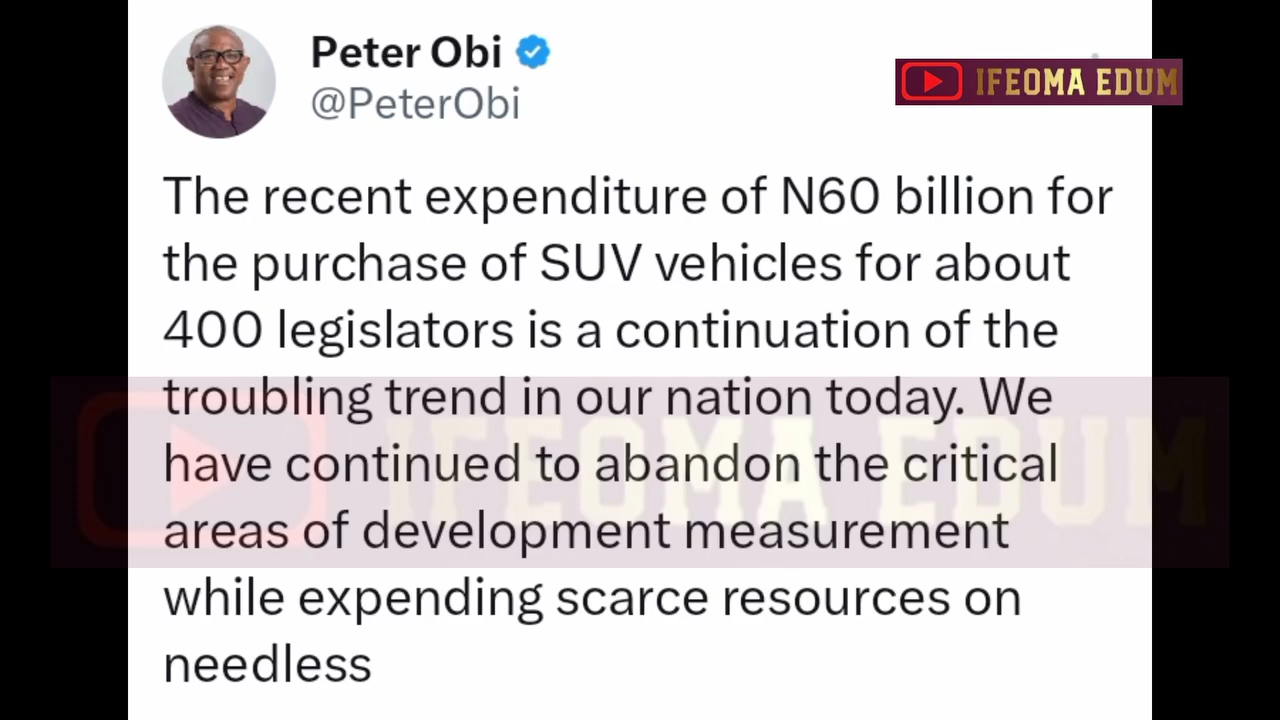 Peter Obi
@PeterObi
IFEOMA EDUM
The recent expenditure of N60 billion for
the purchase of SUV vehicles for about
400 legislators is a continuation of the
troubling trend in our nation today. We
have continued to abandon the critical
areas of development measurement
while expending scarce resources on
needless
IFEOMA EDUM